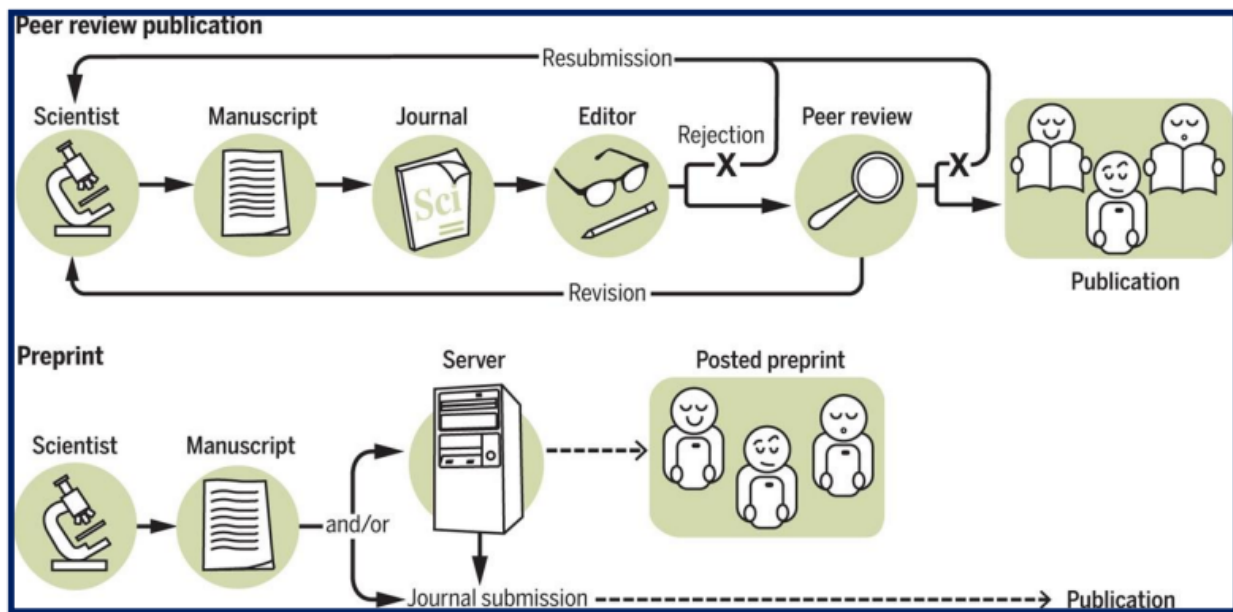 Peer review publication
Resubmission
Scientist
Manuscript
Journal
Editor
Rejection
X
Peer review
X
Sci
Publication
Revision
Preprint
Server
Posted preprint
Scientist
Manuscript
and/or
Journal submission
Publication